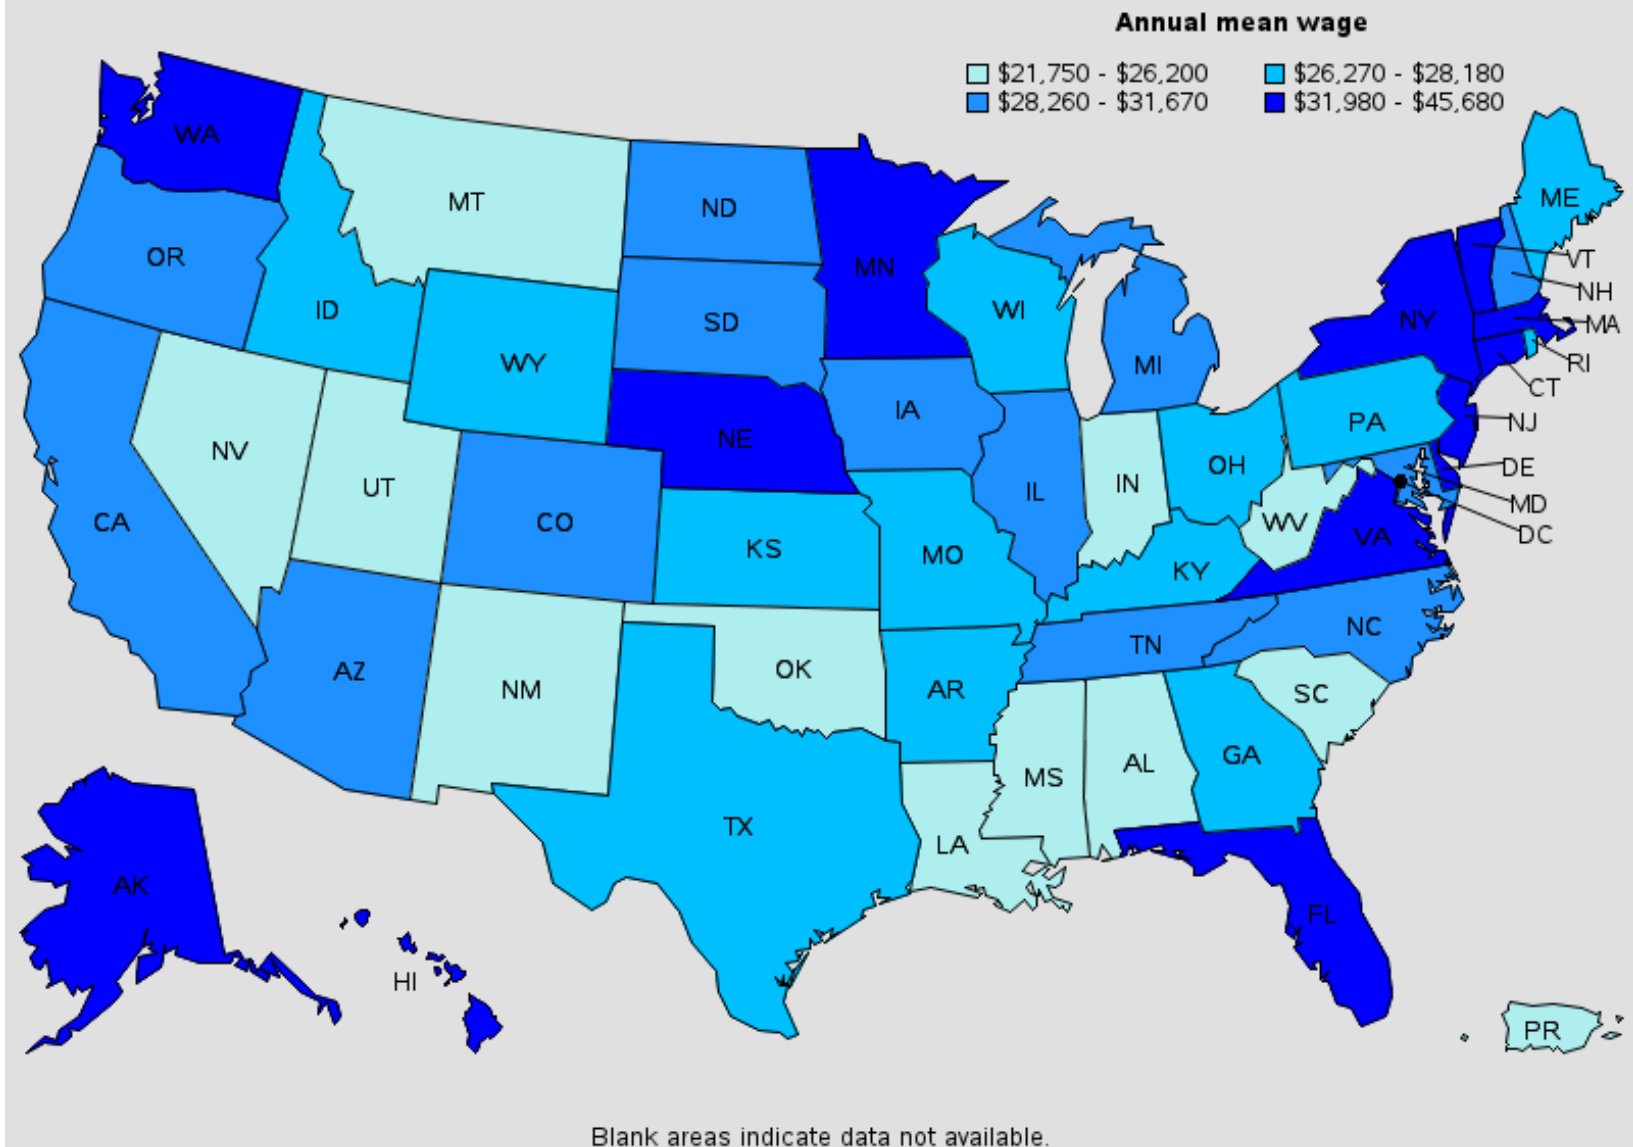 Annual mean wage
$21,750 - $26,200
$26,270 - $28,180
$28,260 - $31,670
$31,980 - $45,680
WA
MT
ND
MN
ME
OR
ID
SD
WI
VT
NH
NY
MA
WY
MI
RI
CT
IA
NE
PA
NJ
NV
UT
OH
IN
IL
DE
MD
DC
WV
VA
CA
CO
KS
MO
KY
NC
TN
AZ
NM
OK
AR
SC
GA
AL
MS
TX
LA
AK
FL
HI
PR
Blank areas indicate data not available.